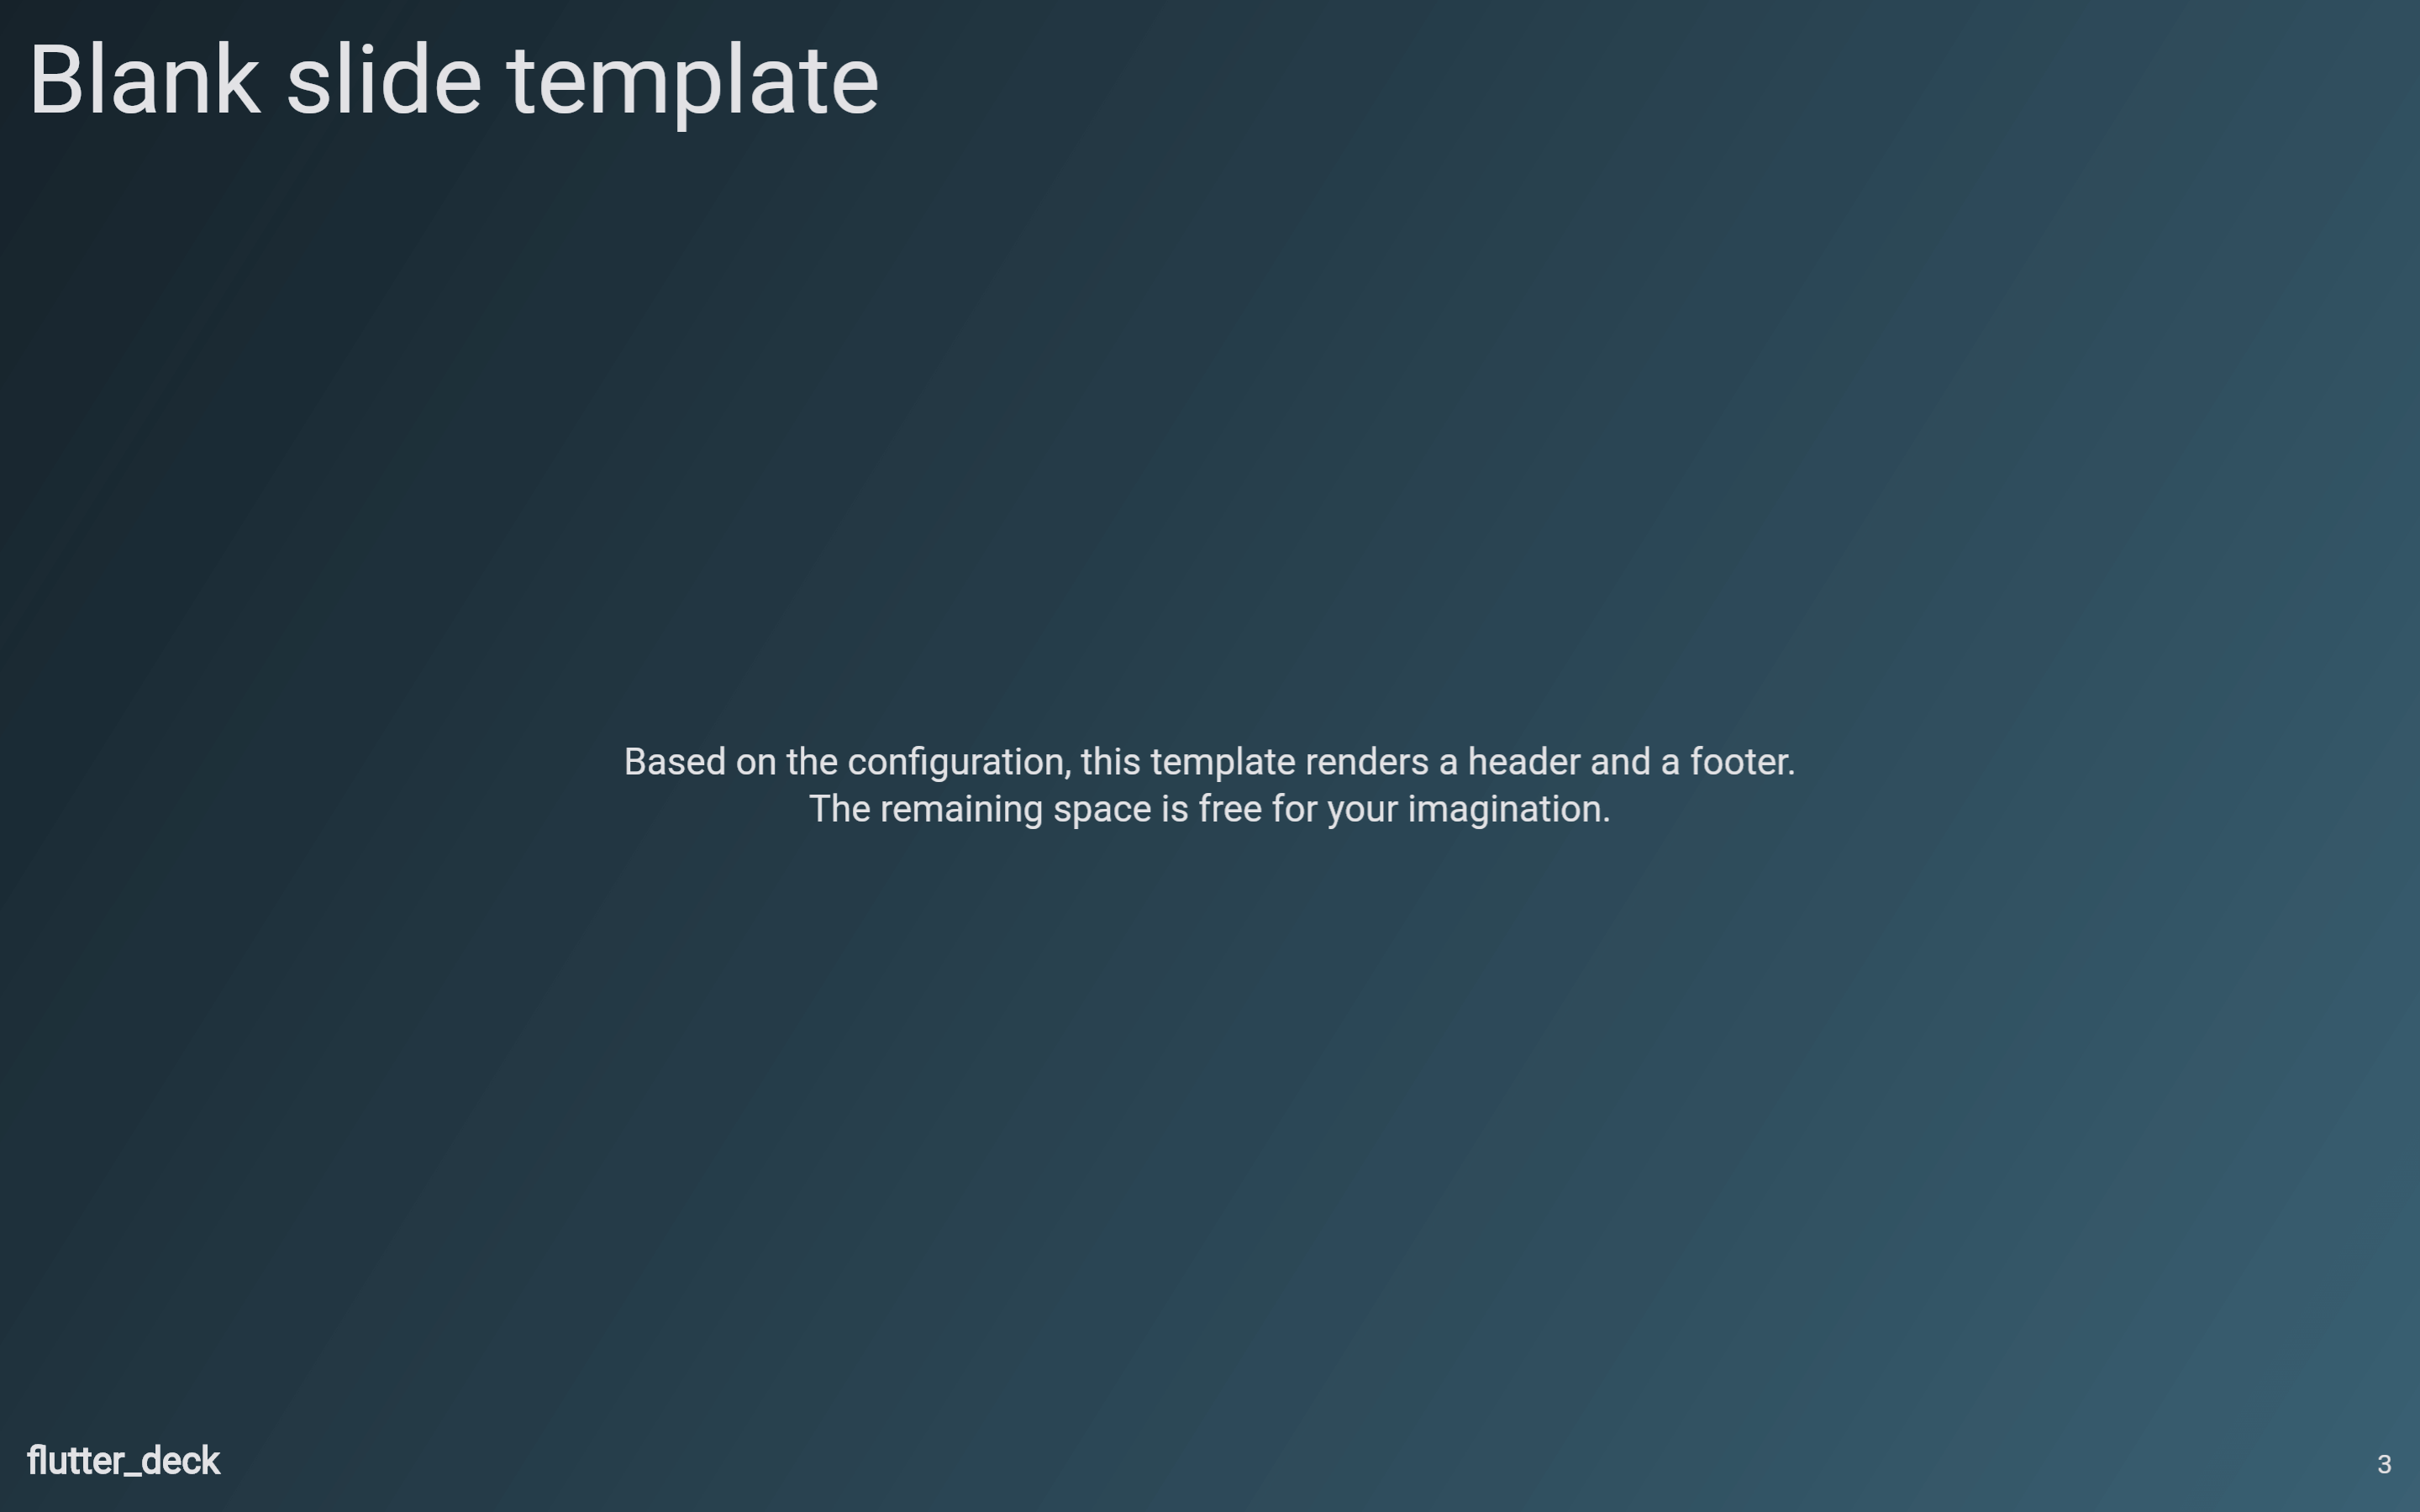 Blank slide template
Based on the configuration, this template renders a header and a footer.
The remaining space is free for your imagination.
flutter_deck
3